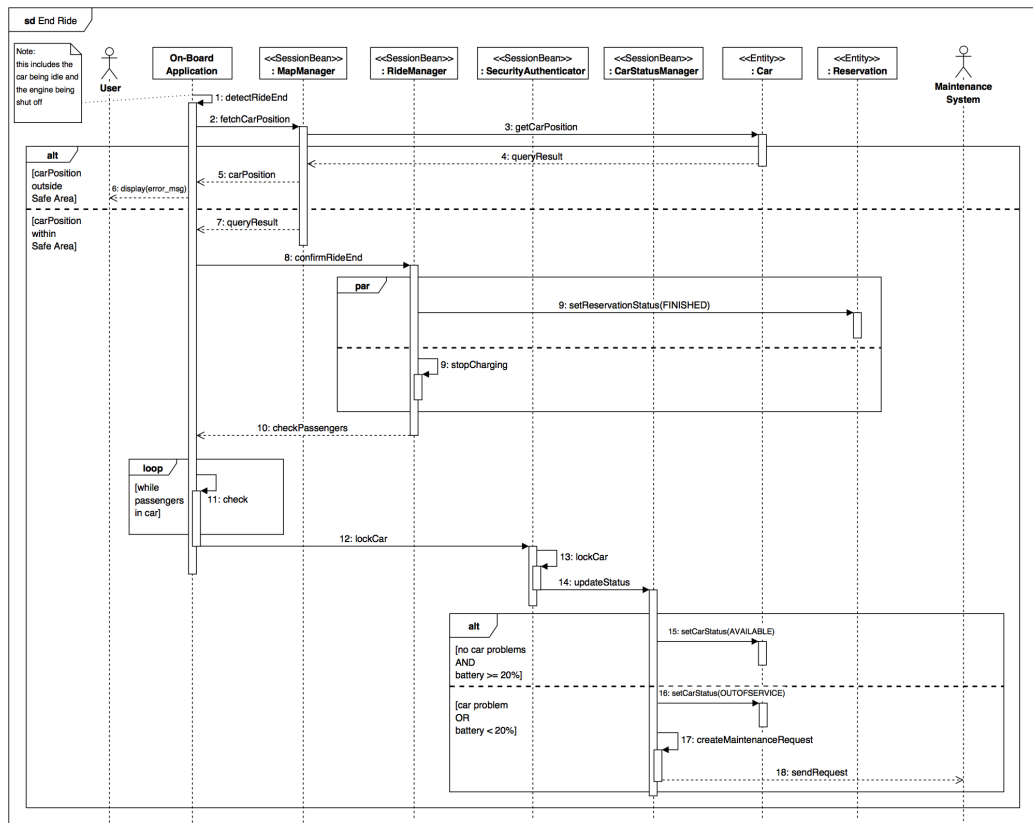 sd End Ride
Note:
this includes the
car being idle and
the engine being
shut off
User
On-Board
Application
<<SessionBean>>
: MapManager
<<SessionBean>>
: RideManager
<<SessionBean>>
: SecurityAuthenticator
<<SessionBean>>
: CarStatusManager
<<Entity>>
: Car
<<Entity>>
: Reservation
Maintenance
System
1: detectRideEnd
2: fetchCarPosition
3: getCarPosition
alt
[carPosition
outside
Safe Area]
4: queryResult
5: carPosition
6: display(error_msg)
[carPosition
within
Safe Area]
7: queryResult
8: confirmRideEnd
par
9: setReservationStatus(FINISHED)
9: stopCharging
10: checkPassengers
loop
[while
passengers
in car]
11: check
12: lockCar
13: lockCar
14: updateStatus
alt
[no car problems
AND
battery >= 20%]
15: setCarStatus(AVAILABLE)
16: setCarStatus(OUTOFSERVICE)
[car problem
OR
battery < 20%]
17: createMaintenanceRequest
18: sendRequest